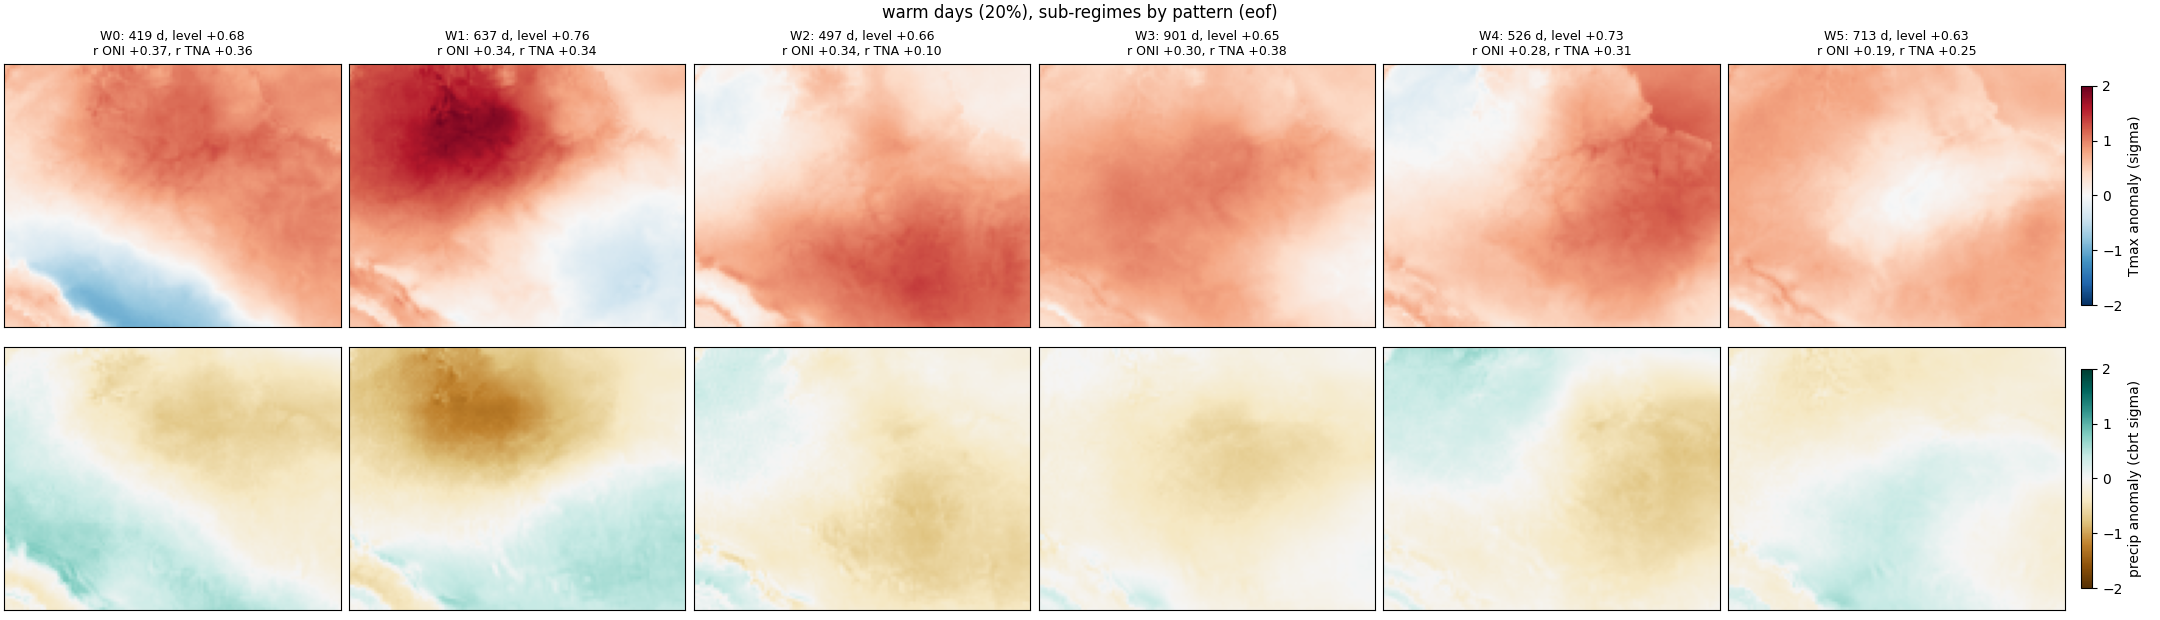 warm days (20%), sub-regimes by pattern (eof)
W0: 419 d, level +0.68
r ONI +0.37, r TNA +0.36
W1: 637 d, level +0.76
r ONI +0.34, r TNA +0.34
W2: 497 d, level +0.66
r ONI +0.34, r TNA +0.10
W3: 901 d, level +0.65
r ONI +0.30, r TNA +0.38
W4: 526 d, level +0.73
r ONI +0.28, r TNA +0.31
W5: 713 d, level +0.63
r ONI +0.19, r TNA +0.25
2
1
0
−1
−2
Tmax anomaly (sigma)
2
1
0
−1
−2
precip anomaly (cbrt sigma)